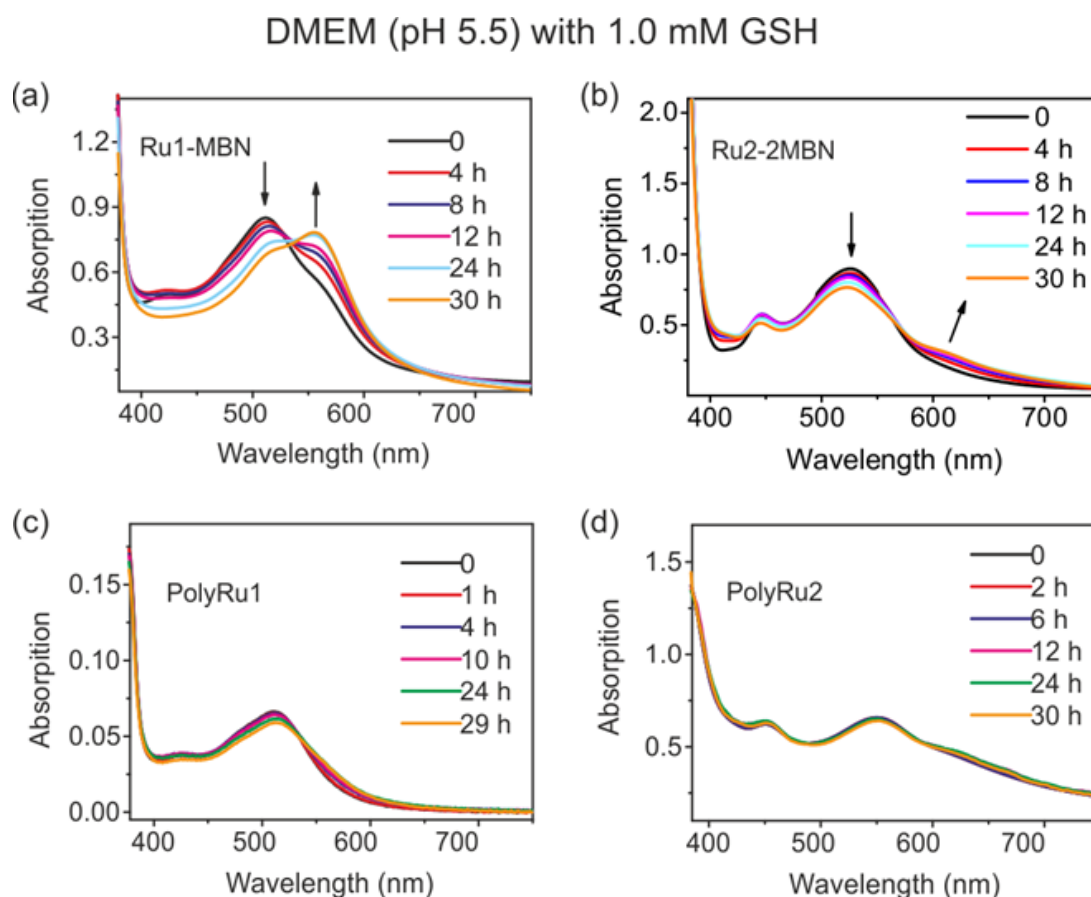 DMEM (pH 5.5) with 1.0 mM GSH
(a)
Ru1-MBN
0
4 h
8 h
12 h
24 h
30 h
1.2
0.9
0.6
0.3
Absorpition
400 500 600 700
Wavelength (nm)
(b)
Ru2-2MBN
0
4 h
8 h
12 h
24 h
30 h
2.0
1.5
1.0
0.5
Absorpition
400 500 600 700
Wavelength (nm)
(c)
PolyRu1
0
1 h
4 h
10 h
24 h
29 h
0.15
0.10
0.05
0.00
Absorpition
400 500 600 700
Wavelength (nm)
(d)
PolyRu2
0
2 h
6 h
12 h
24 h
30 h
1.5
1.0
0.5
Absorpition
400 500 600 700
Wavelength (nm)